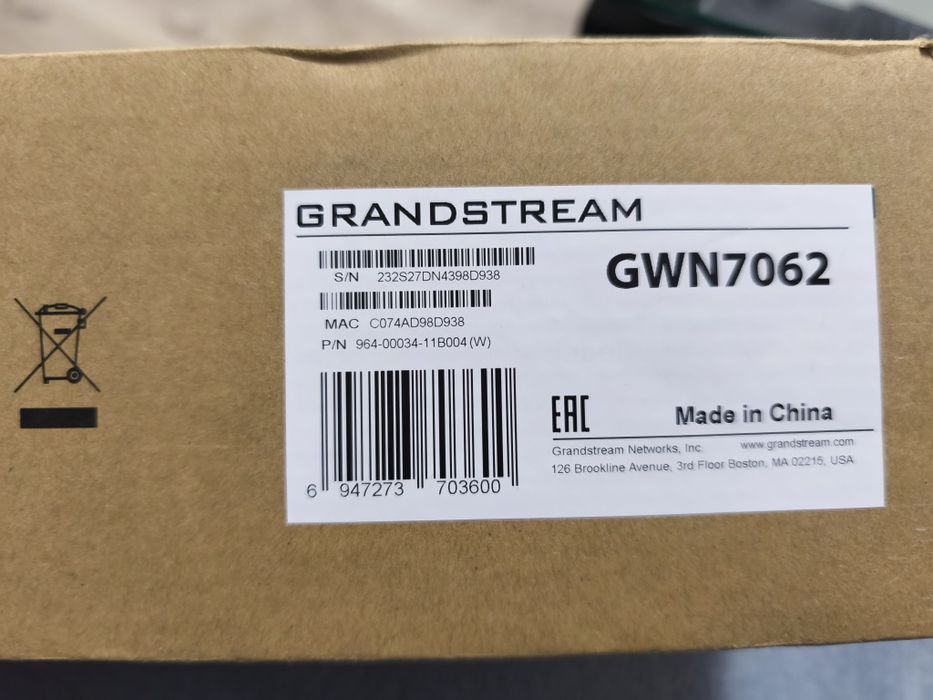 GRANDSTREAM
S/N 232S27DN4398D938
GWN7062
MAC C074AD98D938
P/N 964-00034-11B004(W)
EAC
Made in China
Grandstream Networks, Inc. www.grandstream.com
126 Brookline Avenue, 3rd Floor Boston, MA 02215, USA
6 947273 703600